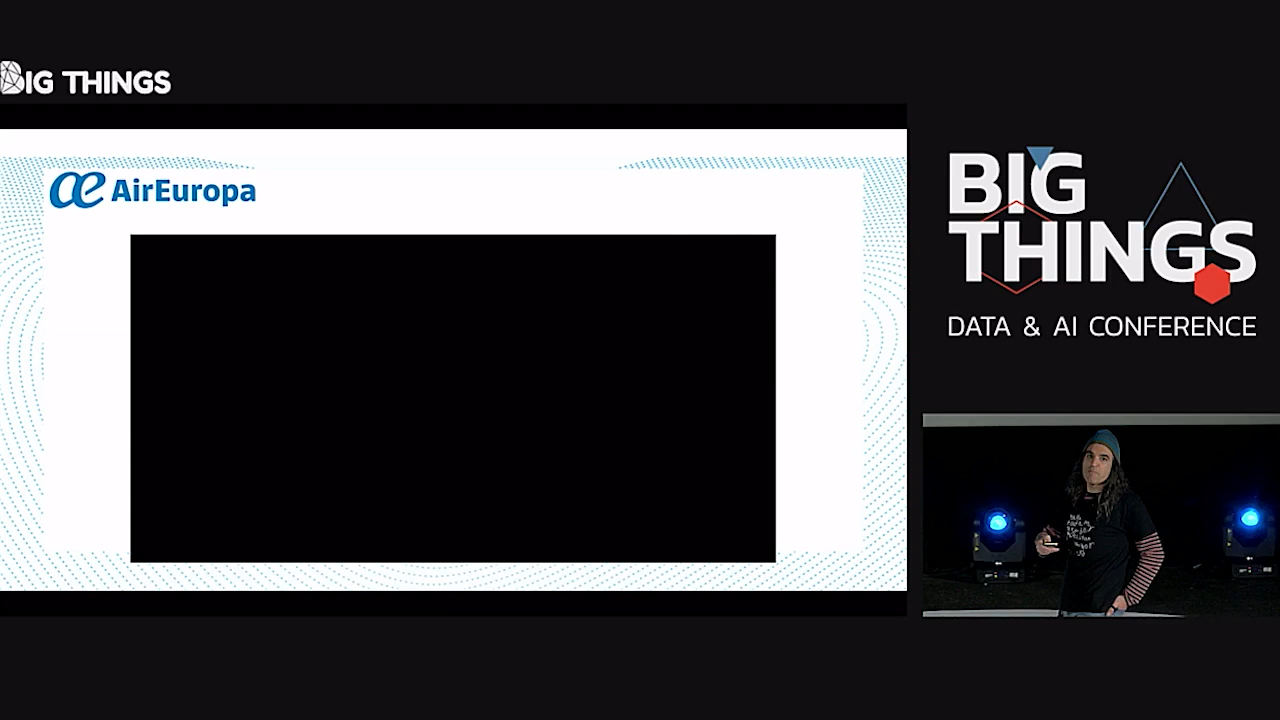 BIG THINGS
æ AirEuropa
BIG
THINGS
DATA & AI CONFERENCE